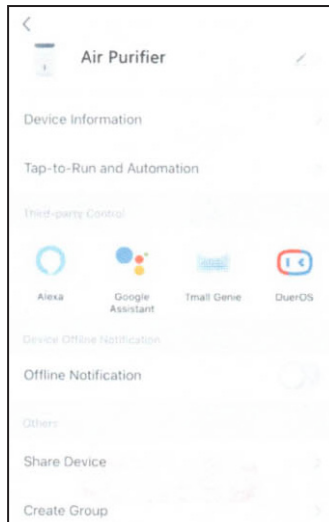 Air Purifier
Device Information
Tap-to-Run and Automation
Third-party Control
Alexa
Google
Assistant
Tmall Genie
DuerOS
Device Offline Notification
Offline Notification
Others
Share Device
Create Group